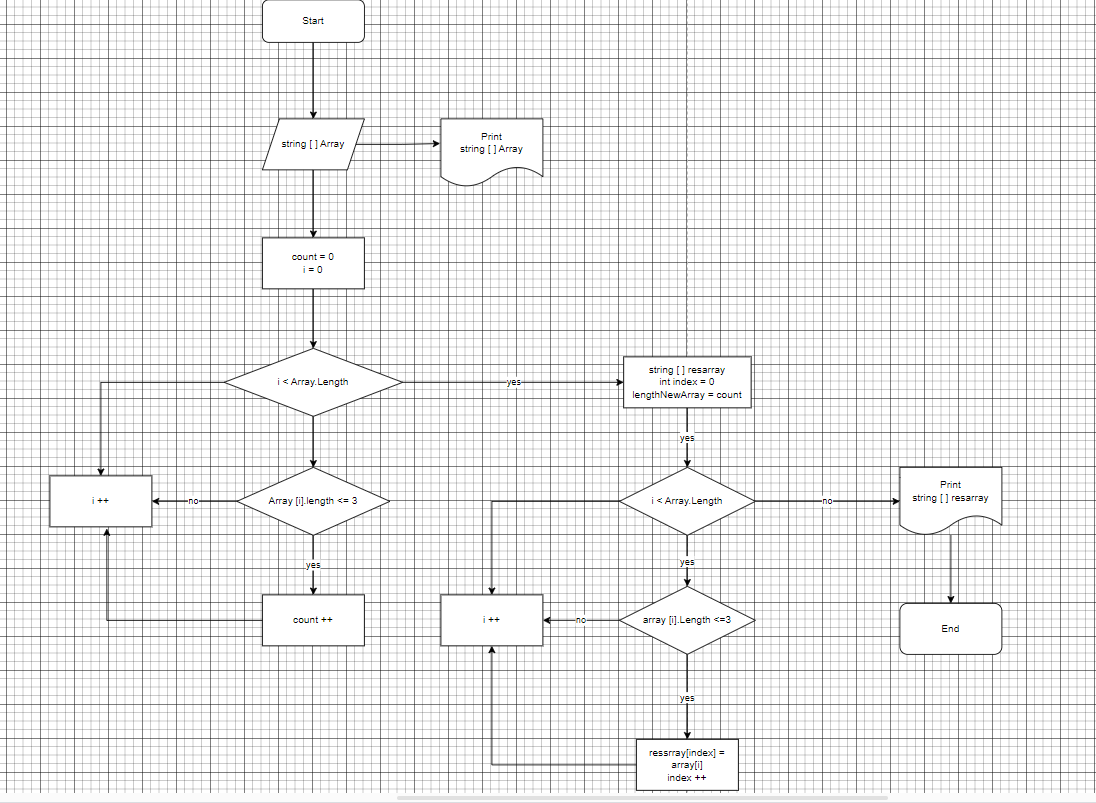 Start
string [ ] Array
Print
string [ ] Array
count = 0
i = 0
i < Array.Length
yes
string [ ] resarray
int index = 0
lengthNewArray = count
yes
i ++
no
Array [i].length <= 3
i < Array.Length
no
Print
string [ ] resarray
yes
yes
count ++
i ++
no
array [i].Length <=3
End
yes
ressrray[index] =
array[i]
index ++